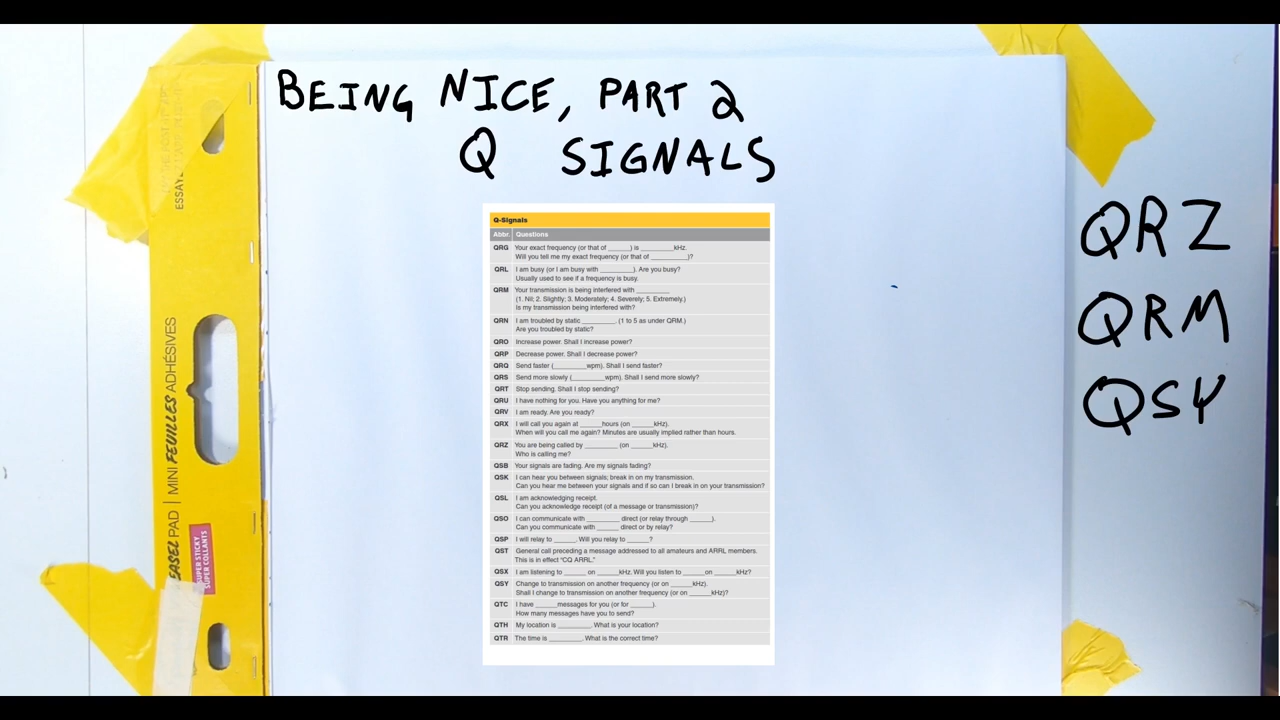 BEING NICE, PART 2
Q SIGNALS
Q-Signals
Abbr. Questions
QRG Your exact frequency (or that of ______) is _________kHz.
Will you tell me my exact frequency (or that of __________)?
QRL I am busy (or I am busy with _________). Are you busy?
Usually used to see if a frequency is busy.
QRM Your transmission is being interfered with _________
(1. Nil; 2. Slightly; 3. Moderately; 4. Severely; 5. Extremely.)
Is my transmission being interfered with?
QRN I am troubled by static _________. (1 to 5 as under QRM.)
Are you troubled by static?
QRO Increase power. Shall I increase power?
QRP Decrease power. Shall I decrease power?
QRQ Send faster (_________wpm). Shall I send faster?
QRS Send more slowly (_________wpm). Shall I send more slowly?
QRT Stop sending. Shall I stop sending?
QRU I have nothing for you. Have you anything for me?
QRV I am ready. Are you ready?
QRX I will call you again at ______hours (on ______kHz).
When will you call me again? Minutes are usually implied rather than hours.
QRZ You are being called by _________ (on ______kHz).
Who is calling me?
QSB Your signals are fading. Are my signals fading?
QSK I can hear you between signals; break in on my transmission.
Can you hear me between your signals and if so can I break in on your transmission?
QSL I am acknowledging receipt.
Can you acknowledge receipt (of a message or transmission)?
QSO I can communicate with _________ direct (or relay through ______).
Can you communicate with ______ direct or by relay?
QSP I will relay to ______. Will you relay to ______?
QST General call preceding a message addressed to all amateurs and ARRL members.
This is in effect "CQ ARRL."
QSX I am listening to ______ on ______kHz. Will you listen to ______on ______kHz?
QSY Change to transmission on another frequency (or on ______kHz).
Shall I change to transmission on another frequency (or on ______kHz)?
QTC I have ______messages for you (or for ______).
How many messages have you to send?
QTH My location is _________. What is your location?
QTR The time is _________. What is the correct time?
QRZ
QRM
QSY
EASEL PAD | MINI FEUILLES ADHÉSIVES
SUPER STICKY
SUPER COLLANTS